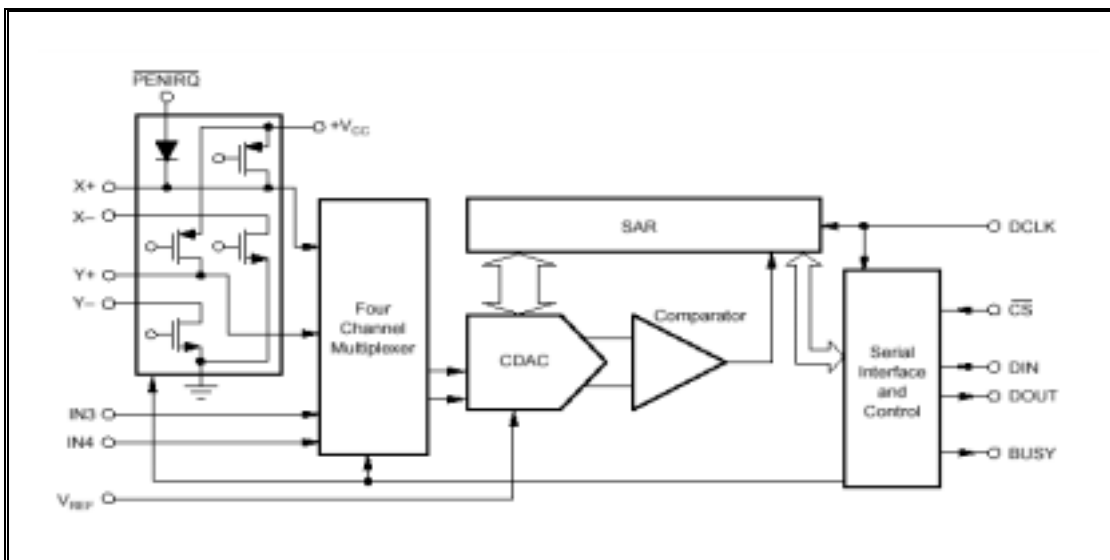 PENIRQ
+VCC
X+
X–
Y+
Y–
IN3
IN4
VREF
Four
Channel
Multiplexer
SAR
CDAC
Comparator
Serial
Interface
and
Control
DCLK
CS
DIN
DOUT
BUSY